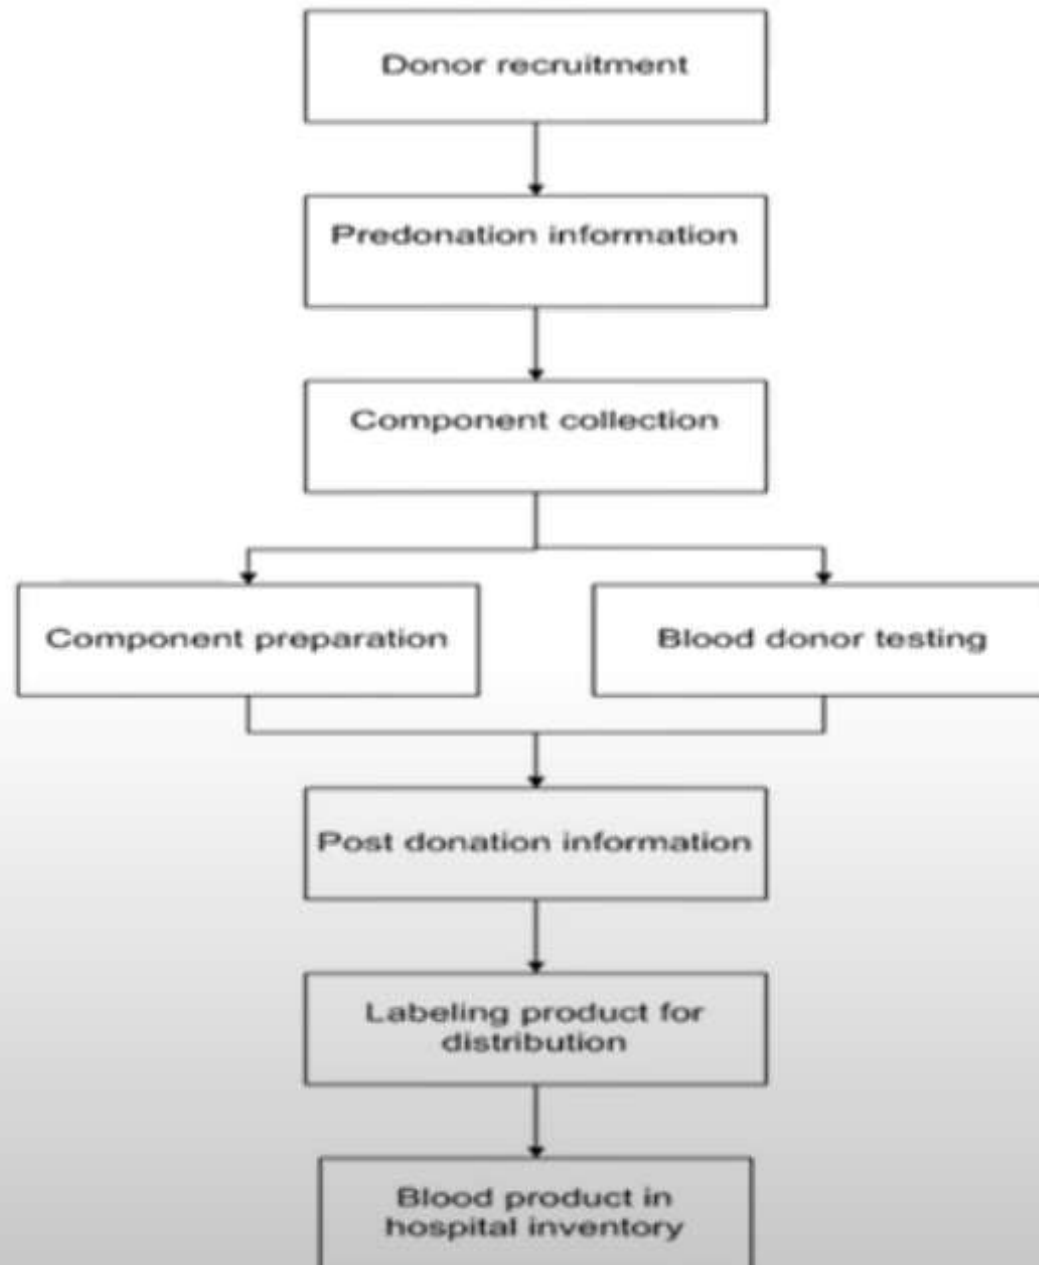 Donor recruitment
Predonation information
Component collection
Component preparation
Blood donor testing
Post donation information
Labeling product for
distribution
Blood product in
hospital inventory